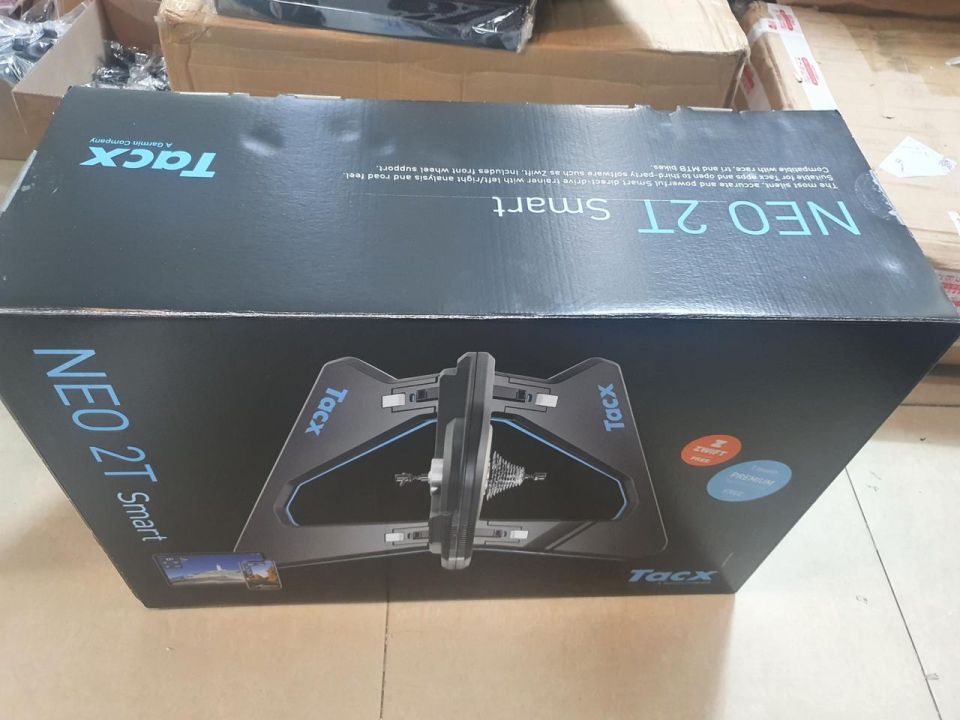 Tacx
A Garmin Company
NEO 2T Smart
The most silent, accurate and powerful Smart direct-drive trainer with left/right analysis and road feel.
Suitable for Tacx apps and open to third-party software such as Zwift. Includes front wheel support.
Compatible with race, tri and MTB bikes.
NEO 2T Smart
Tacx
Tacx
ZWIFT
FREE
PREMIUM
FREE
Tacx